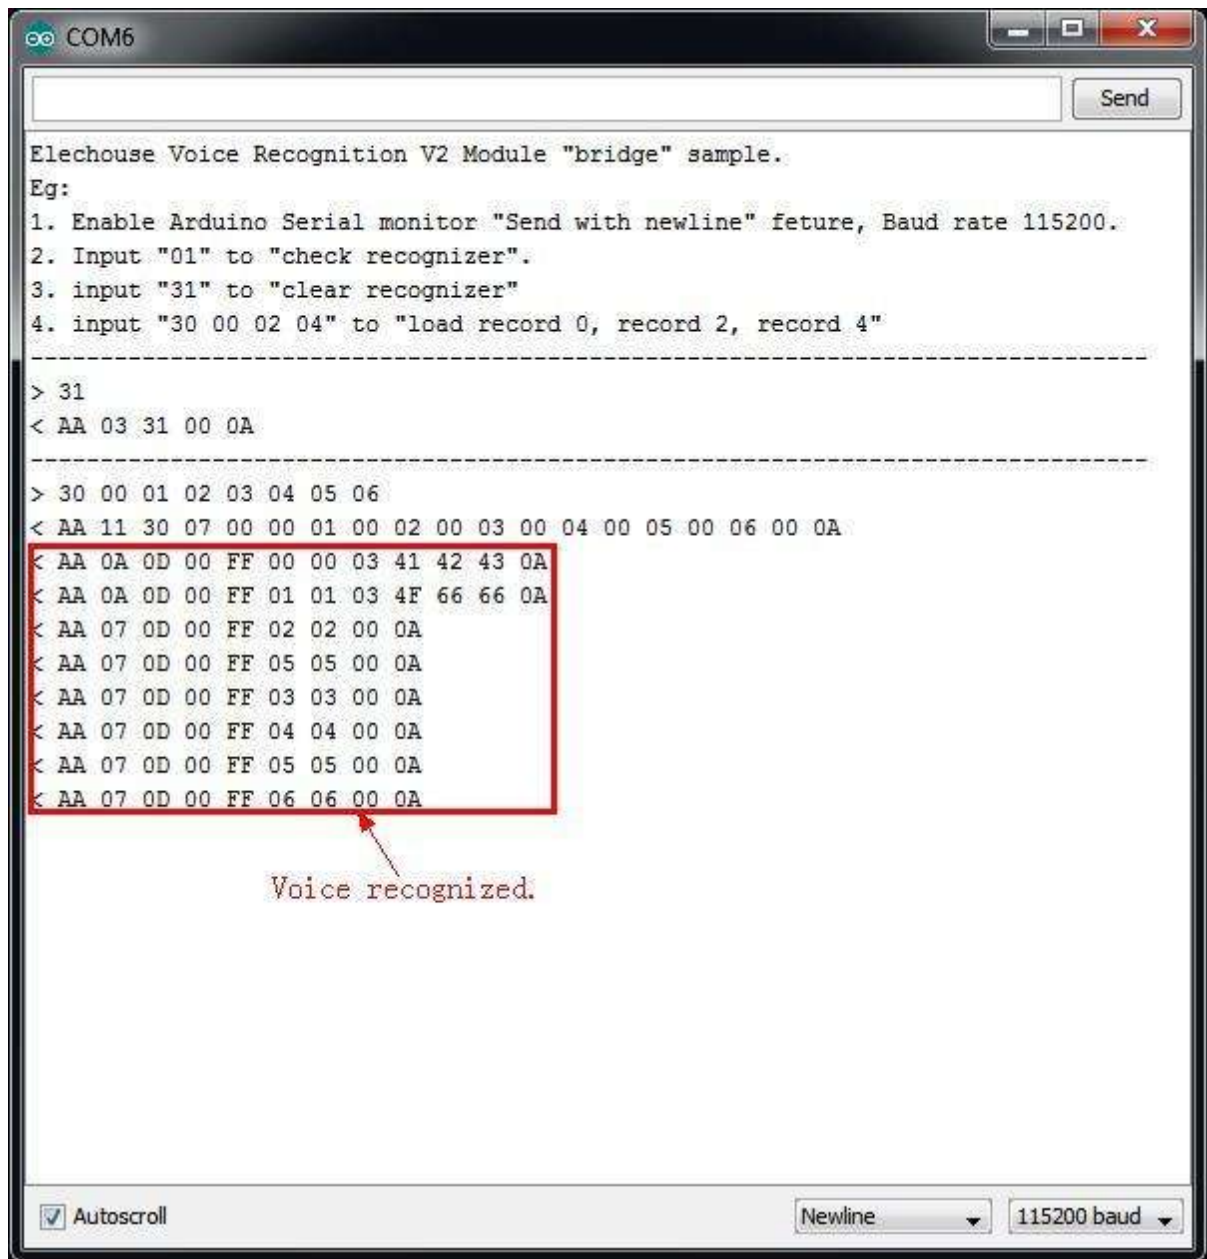 COM6
Send
Elechouse Voice Recognition V2 Module "bridge" sample.
Eg:
1. Enable Arduino Serial monitor "Send with newline" feture, Baud rate 115200.
2. Input "01" to "check recognizer".
3. input "31" to "clear recognizer"
4. input "30 00 02 04" to "load record 0, record 2, record 4"
--------------------------------------------------------------------------------
> 31
< AA 03 31 00 0A
--------------------------------------------------------------------------------
> 30 00 01 02 03 04 05 06
< AA 11 30 07 00 00 01 00 02 00 03 00 04 00 05 00 06 00 0A
< AA 0A 0D 00 FF 00 00 03 41 42 43 0A
< AA 0A 0D 00 FF 01 01 03 4F 66 66 0A
< AA 07 0D 00 FF 02 02 00 0A
< AA 07 0D 00 FF 05 05 00 0A
< AA 07 0D 00 FF 03 03 00 0A
< AA 07 0D 00 FF 04 04 00 0A
< AA 07 0D 00 FF 05 05 00 0A
< AA 07 0D 00 FF 06 06 00 0A
Voice recognized.
Autoscroll
Newline
115200 baud